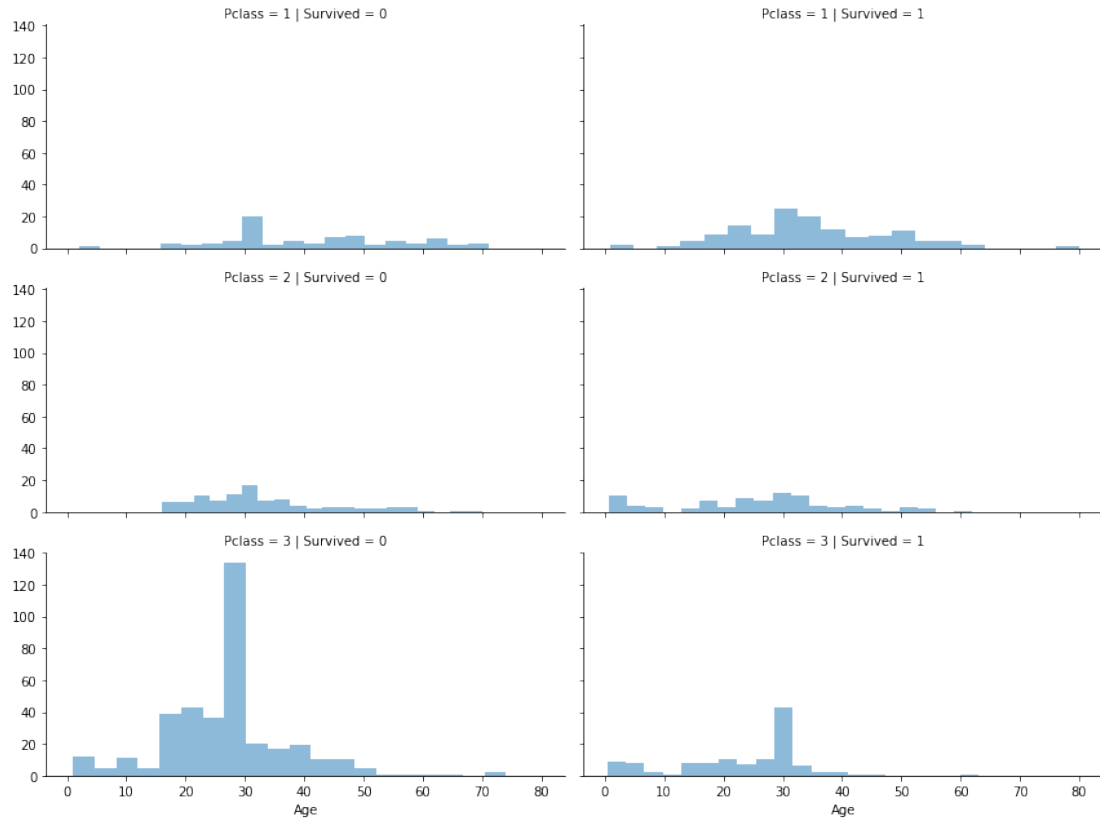 Pclass = 1 | Survived = 0
Pclass = 1 | Survived = 1
140
120
100
80
60
40
20
0
Pclass = 2 | Survived = 0
Pclass = 2 | Survived = 1
140
120
100
80
60
40
20
0
Pclass = 3 | Survived = 0
Pclass = 3 | Survived = 1
140
120
100
80
60
40
20
0
0 10 20 30 40 50 60 70 80
0 10 20 30 40 50 60 70 80
Age
Age